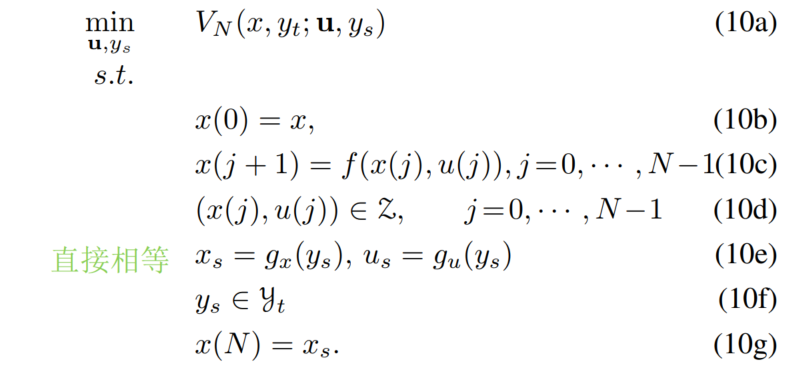 min V_N(x, y_t; u, y_s) (10a)
u,y_s
s.t.
x(0) = x, (10b)
x(j + 1) = f(x(j), u(j)), j=0, ⋯ , N−1(10c)
(x(j), u(j)) ∈ 𝒵, j=0, ⋯ , N−1 (10d)
直接相等 x_s = g_x(y_s), u_s = g_u(y_s) (10e)
y_s ∈ 𝒴_t (10f)
x(N) = x_s. (10g)